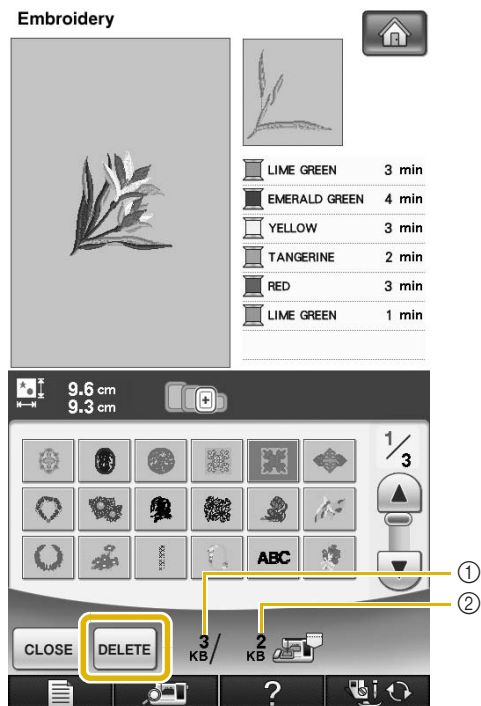 Embroidery
LIME GREEN 3 min
EMERALD GREEN 4 min
YELLOW 3 min
TANGERINE 2 min
RED 3 min
LIME GREEN 1 min
9.6 cm
9.3 cm
1/3
ABC
①
②
CLOSE DELETE 3 KB / 2 KB
? i